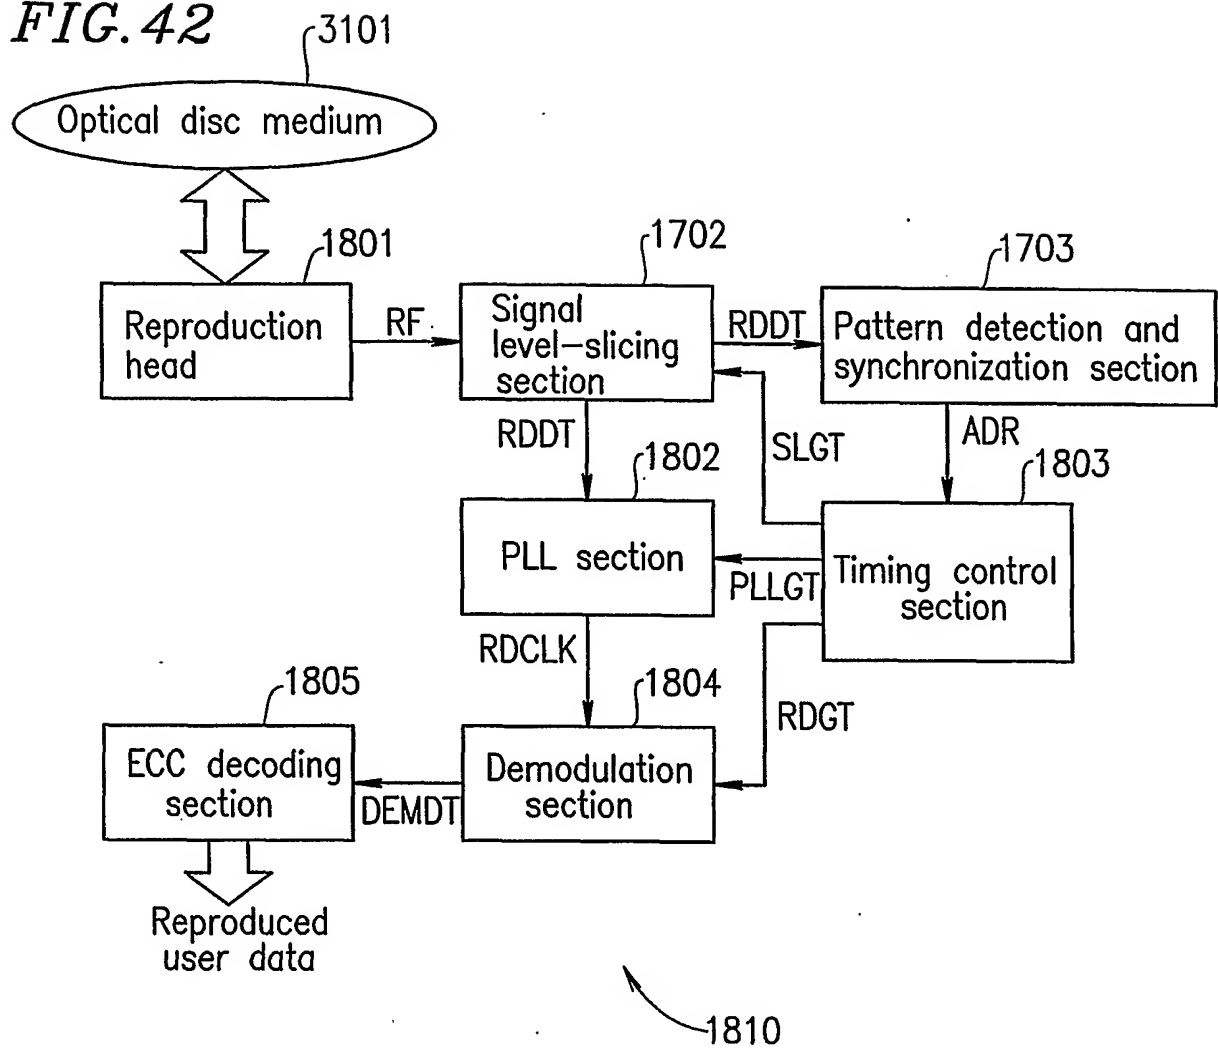 FIG. 42
3101
Optical disc medium
1801
1702
1703
Reproduction
head
RF
Signal
level-slicing
section
RDDT
Pattern detection and
synchronization section
RDDT
SLGT
ADR
1802
1803
PLL section
PLLGT
Timing control
section
RDCLK
1805
1804
RDGT
ECC decoding
section
DEMDT
Demodulation
section
Reproduced
user data
1810